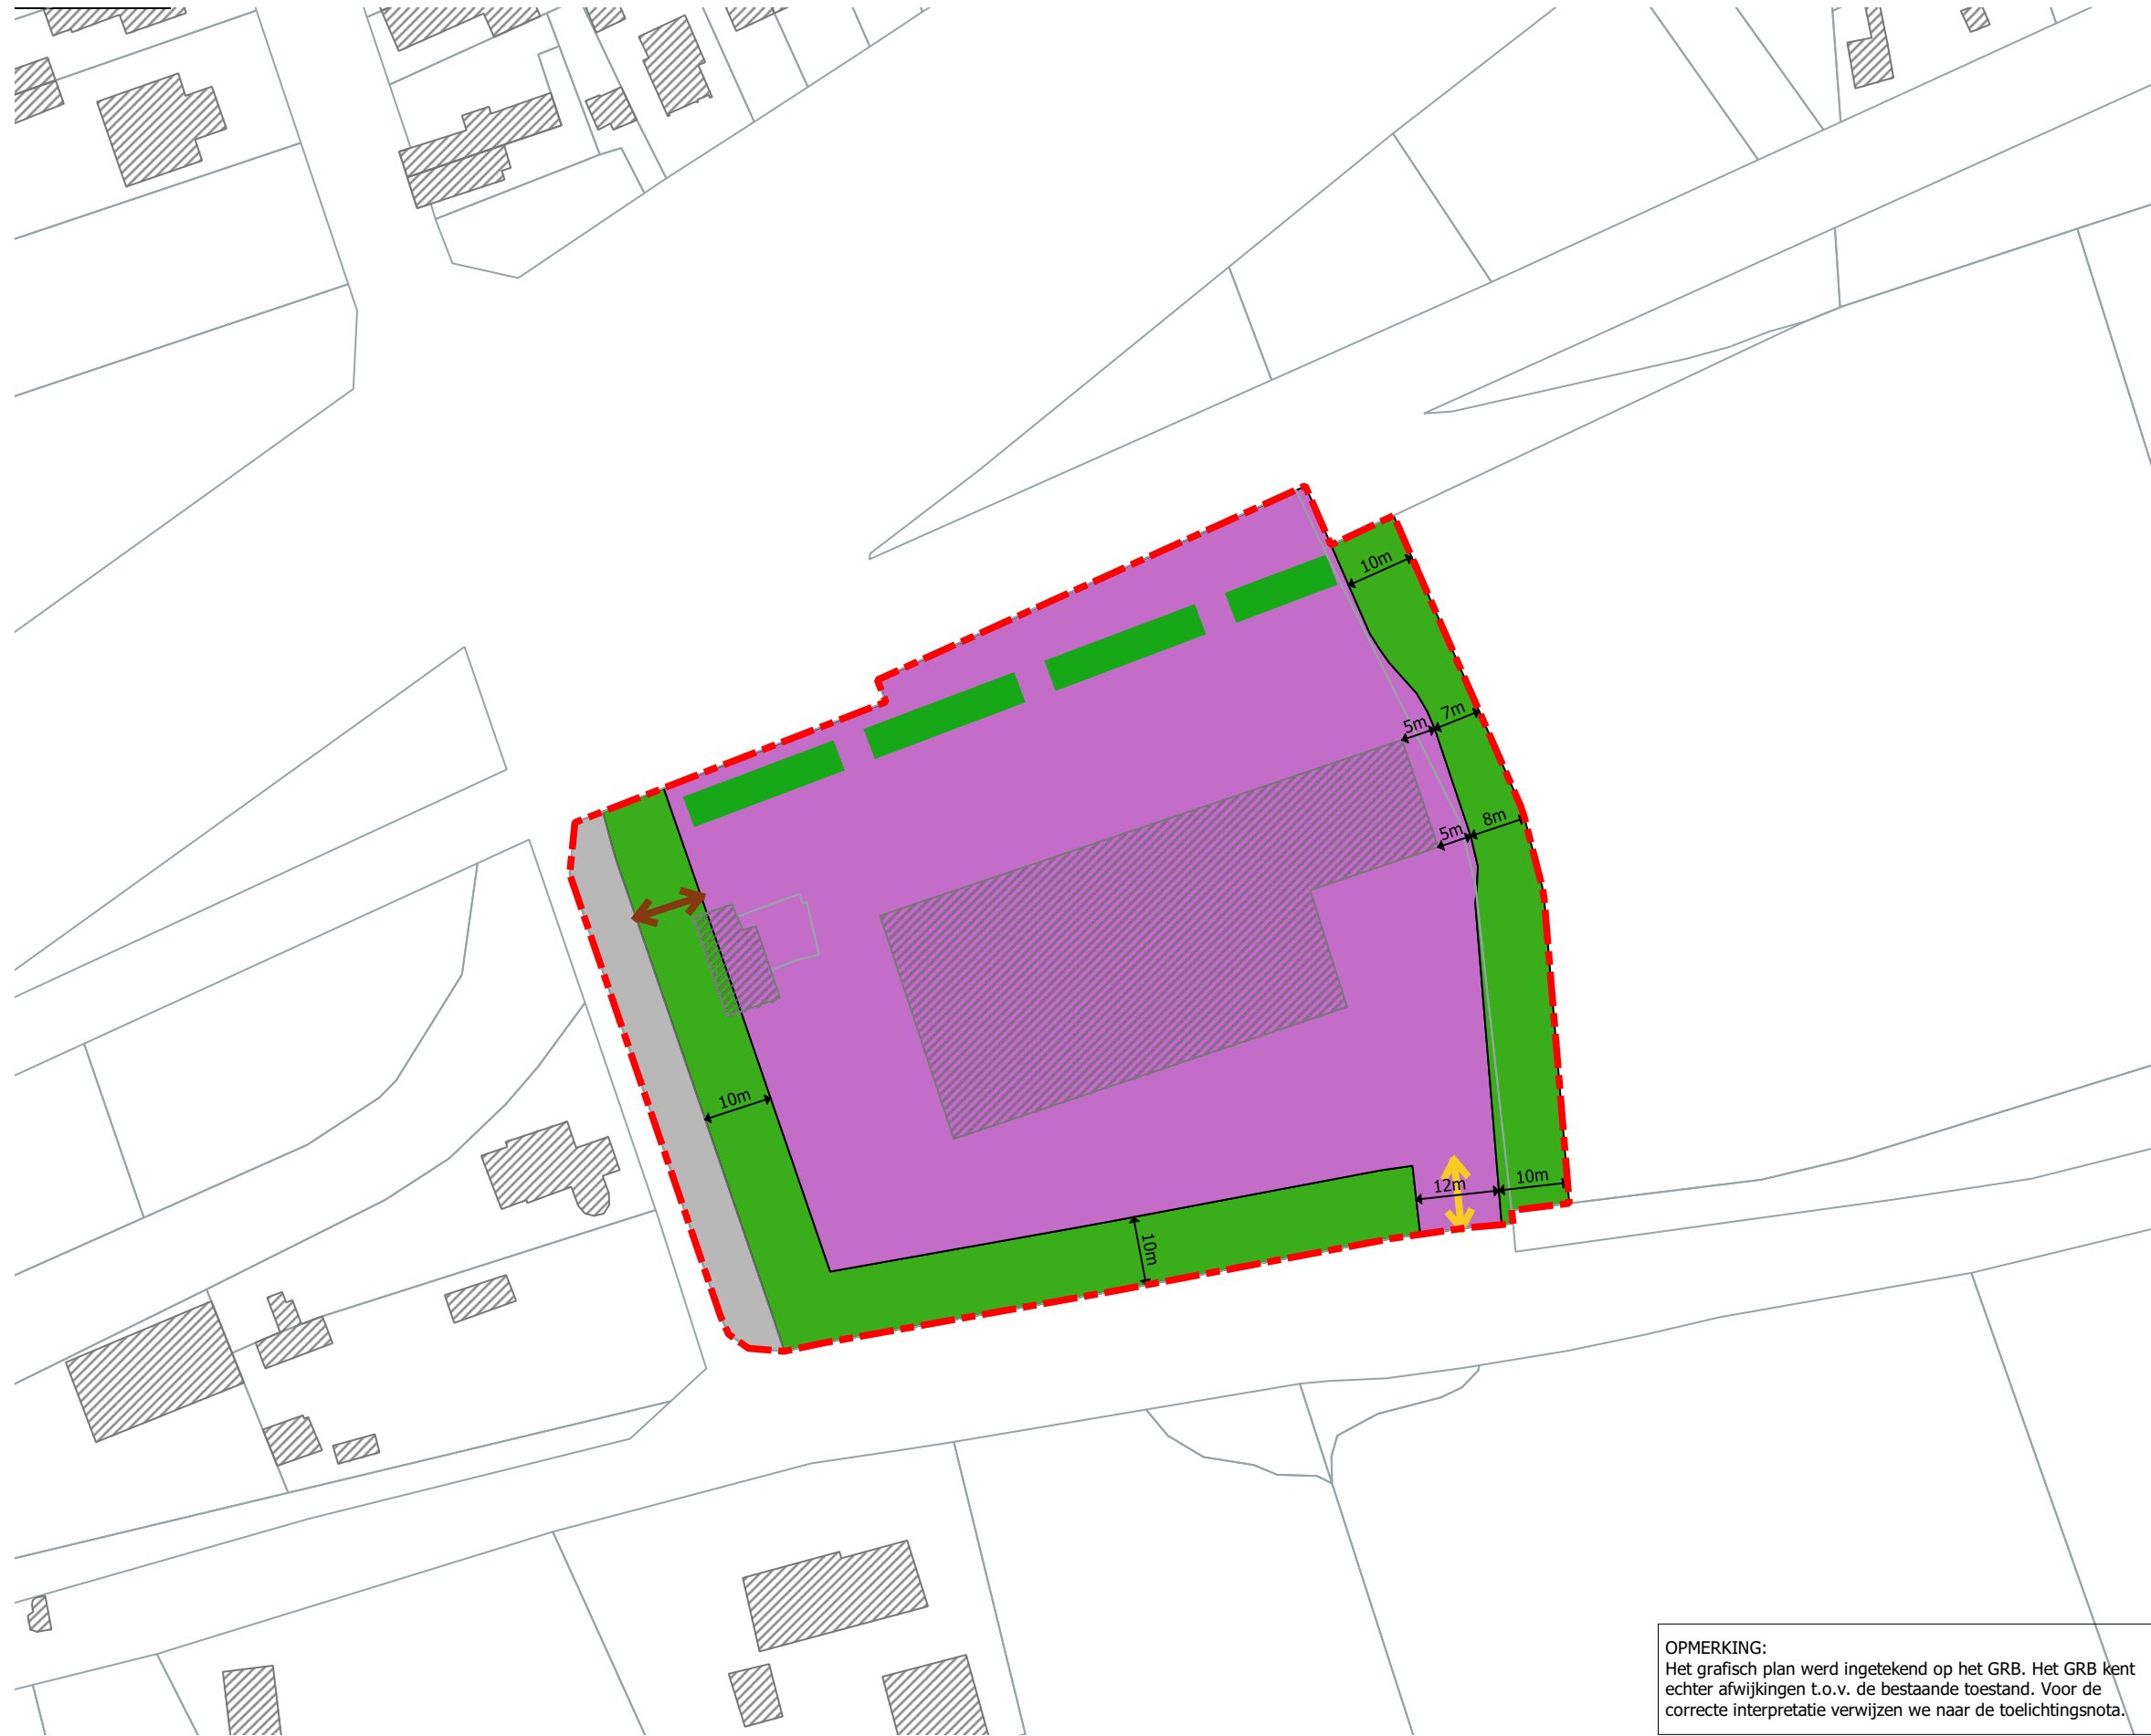 10m
7m
5m
8m
5m
10m
12m
10m
10m
OPMERKING:
Het grafisch plan werd ingetekend op het GRB. Het GRB kent
echter afwijkingen t.o.v. de bestaande toestand. Voor de
correcte interpretatie verwijzen we naar de toelichtingsnota.